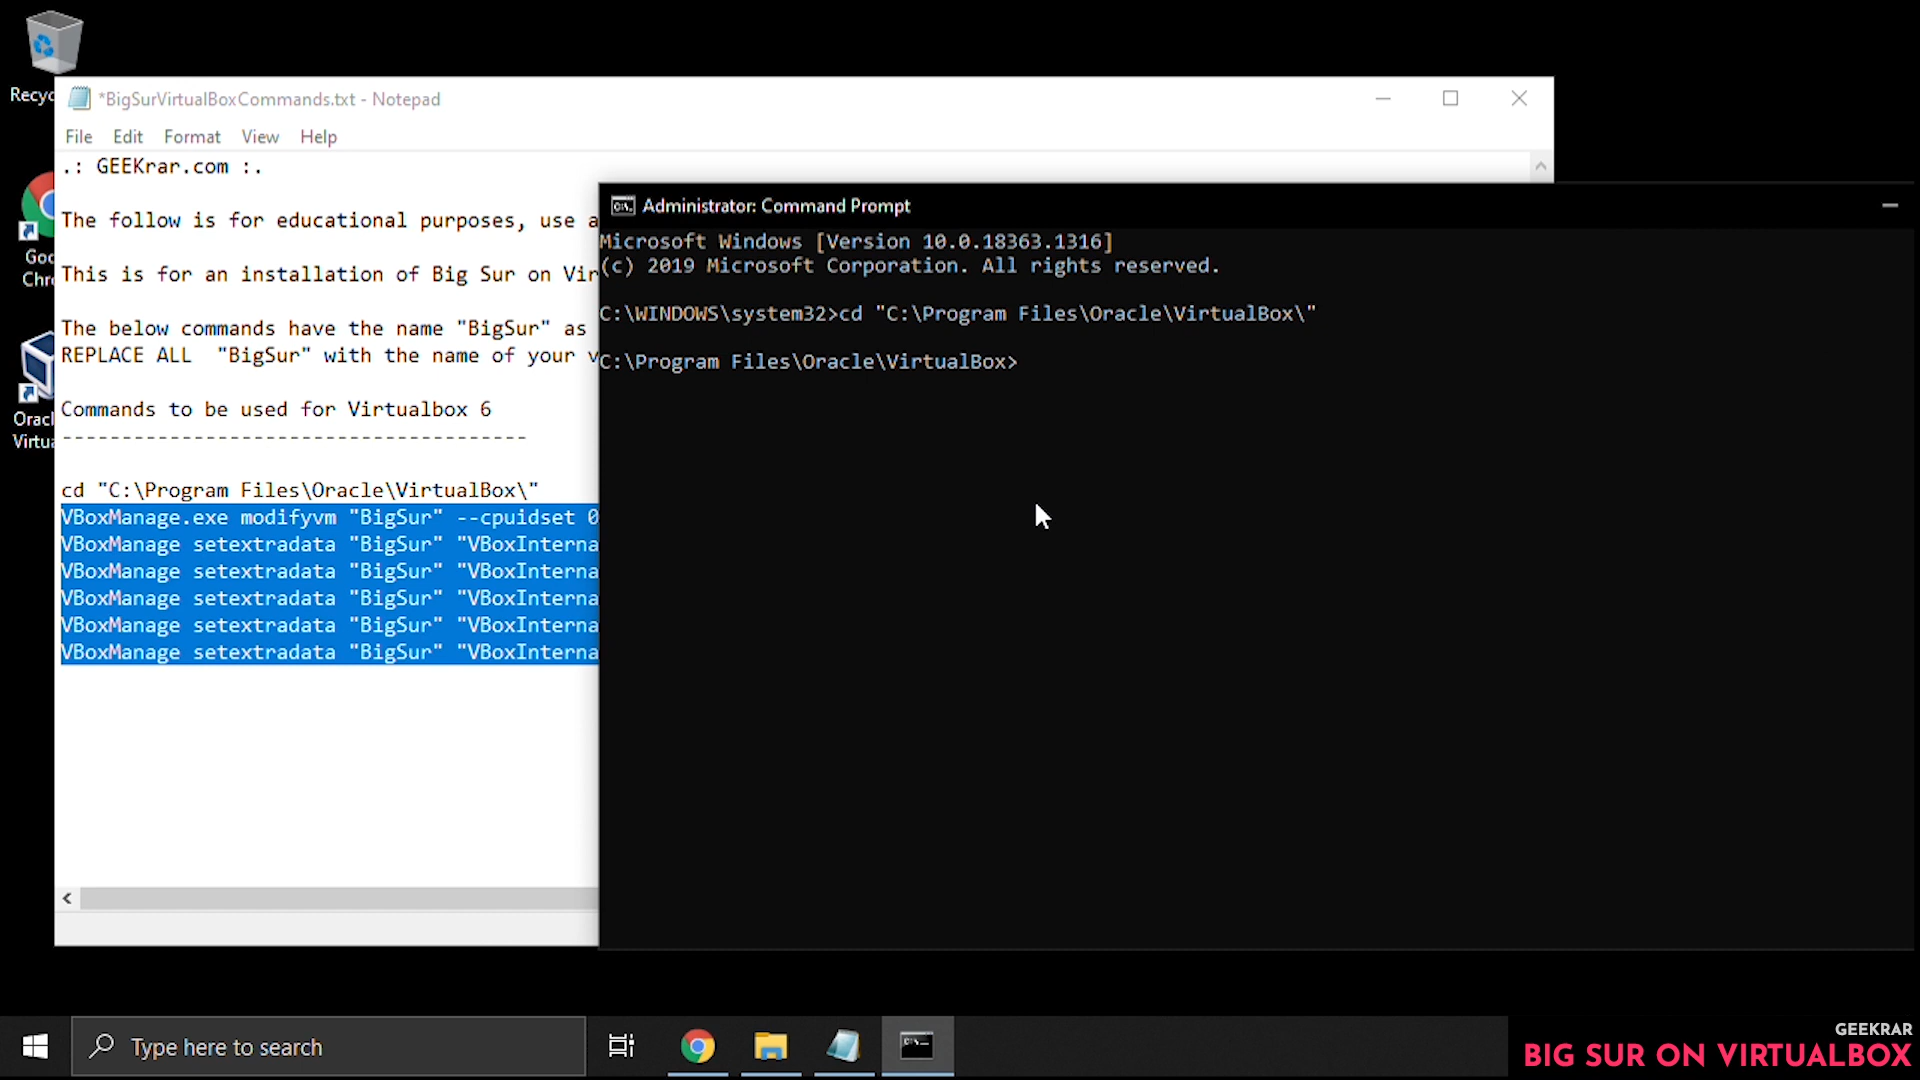 Recyc
*BigSurVirtualBoxCommands.txt - Notepad
File Edit Format View Help
.: GEEKrar.com :.
The follow is for educational purposes, use a
This is for an installation of Big Sur on Vir
The below commands have the name "BigSur" as
REPLACE ALL  "BigSur" with the name of your v
Commands to be used for Virtualbox 6
---------------------------------------
cd "C:\Program Files\Oracle\VirtualBox\"
VBoxManage.exe modifyvm "BigSur" --cpuidset 0
VBoxManage setextradata "BigSur" "VBoxInterna
VBoxManage setextradata "BigSur" "VBoxInterna
VBoxManage setextradata "BigSur" "VBoxInterna
VBoxManage setextradata "BigSur" "VBoxInterna
VBoxManage setextradata "BigSur" "VBoxInterna
Goo
Chr
Oracl
Virtua
Administrator: Command Prompt
Microsoft Windows [Version 10.0.18363.1316]
(c) 2019 Microsoft Corporation. All rights reserved.
C:\WINDOWS\system32>cd "C:\Program Files\Oracle\VirtualBox\"
C:\Program Files\Oracle\VirtualBox>
Type here to search
GEEKRAR
BIG SUR ON VIRTUALBOX